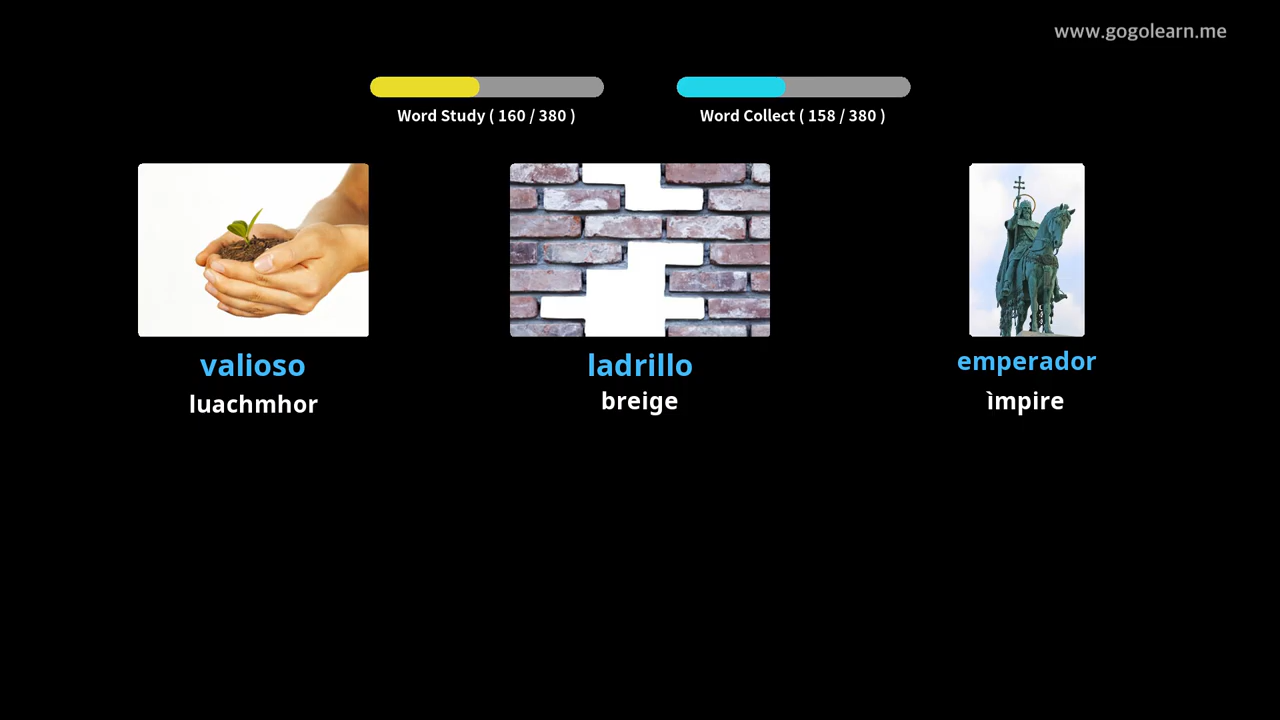 www.gogolearn.me
Word Study ( 160 / 380 )
Word Collect ( 158 / 380 )
valioso
luachmhor
ladrillo
breige
emperador
ìmpire